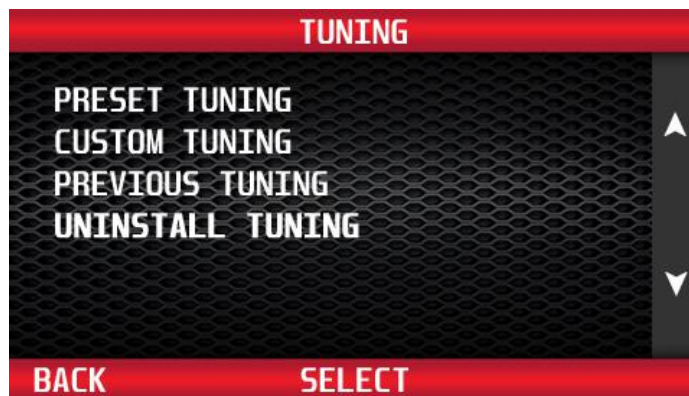 TUNING
PRESET TUNING
CUSTOM TUNING
PREVIOUS TUNING
UNINSTALL TUNING
BACK SELECT